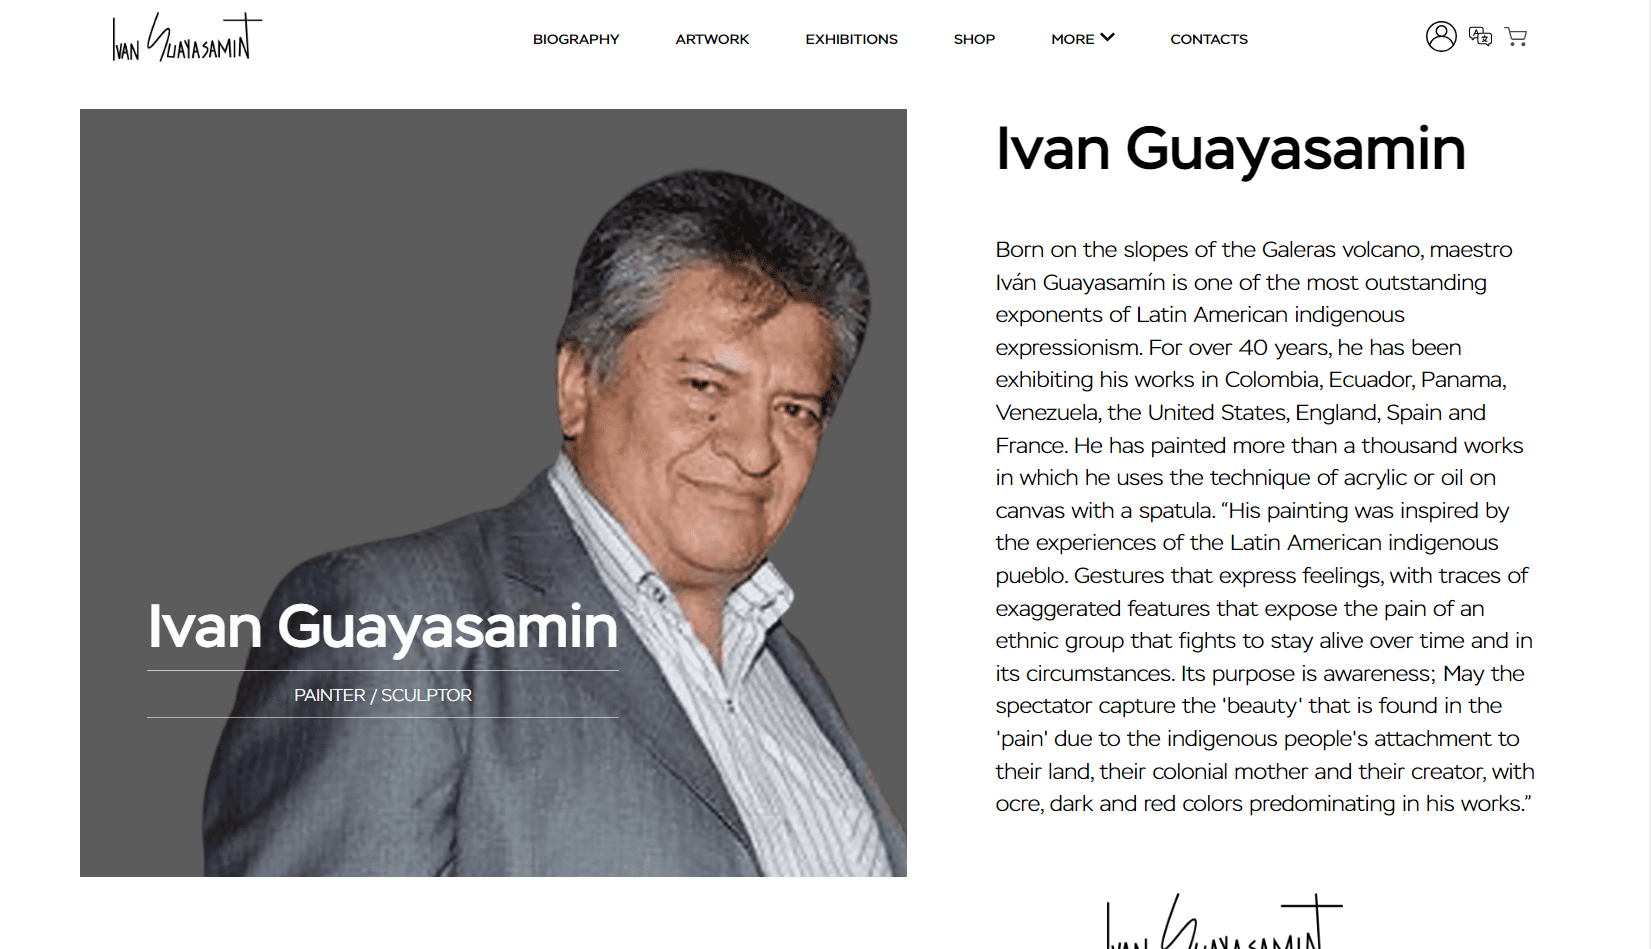 IVAN GUAYASAMIN
BIOGRAPHY
ARTWORK
EXHIBITIONS
SHOP
MORE
CONTACTS
Ivan Guayasamin
PAINTER / SCULPTOR
Ivan Guayasamin
Born on the slopes of the Galeras volcano, maestro
Iván Guayasamín is one of the most outstanding
exponents of Latin American indigenous
expressionism. For over 40 years, he has been
exhibiting his works in Colombia, Ecuador, Panama,
Venezuela, the United States, England, Spain and
France. He has painted more than a thousand works
in which he uses the technique of acrylic or oil on
canvas with a spatula. “His painting was inspired by
the experiences of the Latin American indigenous
pueblo. Gestures that express feelings, with traces of
exaggerated features that expose the pain of an
ethnic group that fights to stay alive over time and in
its circumstances. Its purpose is awareness; May the
spectator capture the 'beauty' that is found in the
'pain' due to the indigenous people's attachment to
their land, their colonial mother and their creator, with
ocre, dark and red colors predominating in his works.”
IVAN GUAYASAMIN